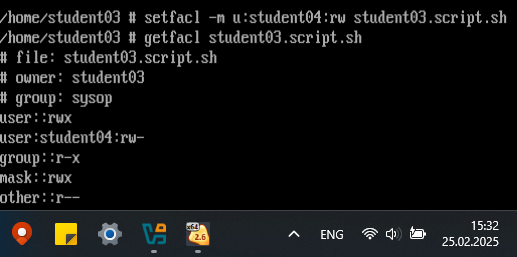 /home/student03 # setfacl -m u:student04:rw student03.script.sh
/home/student03 # getfacl student03.script.sh
# file: student03.script.sh
# owner: student03
# group: sysop
user::rwx
user:student04:rw-
group::r-x
mask::rwx
other::r--
x64
2.6
ENG
15:32
25.02.2025